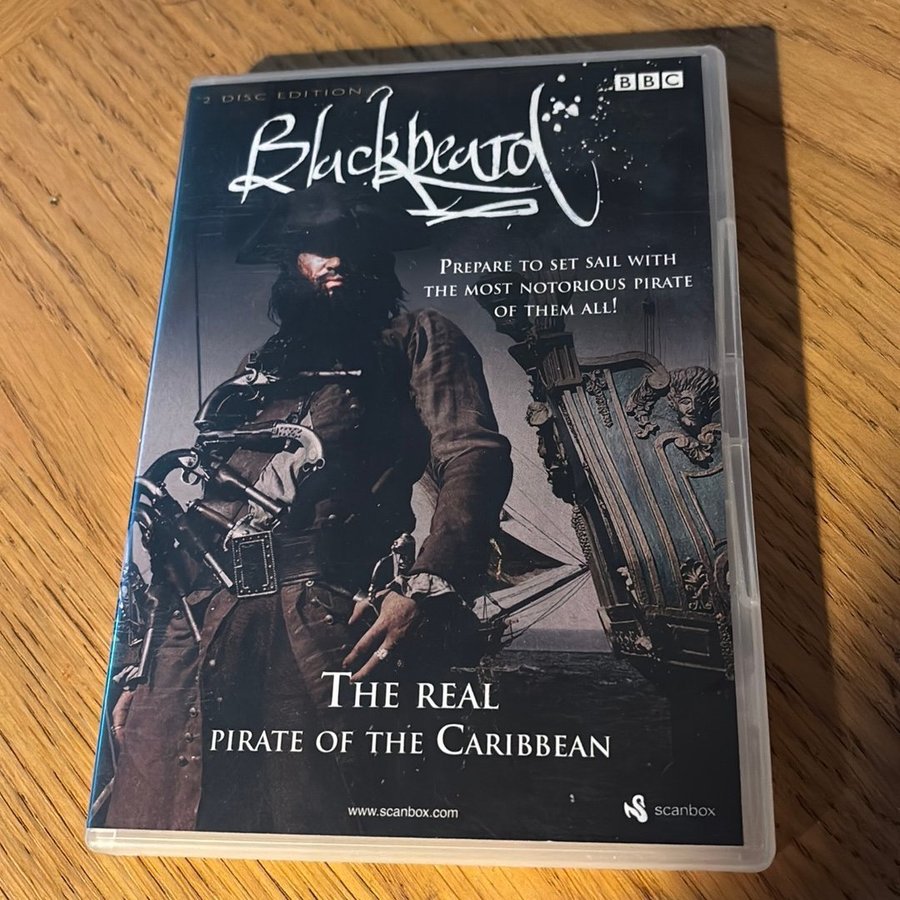 2 DISC EDITION
BBC
Blackbeard
PREPARE TO SET SAIL WITH
THE MOST NOTORIOUS PIRATE
OF THEM ALL!
THE REAL
PIRATE OF THE CARIBBEAN
www.scanbox.com
scanbox